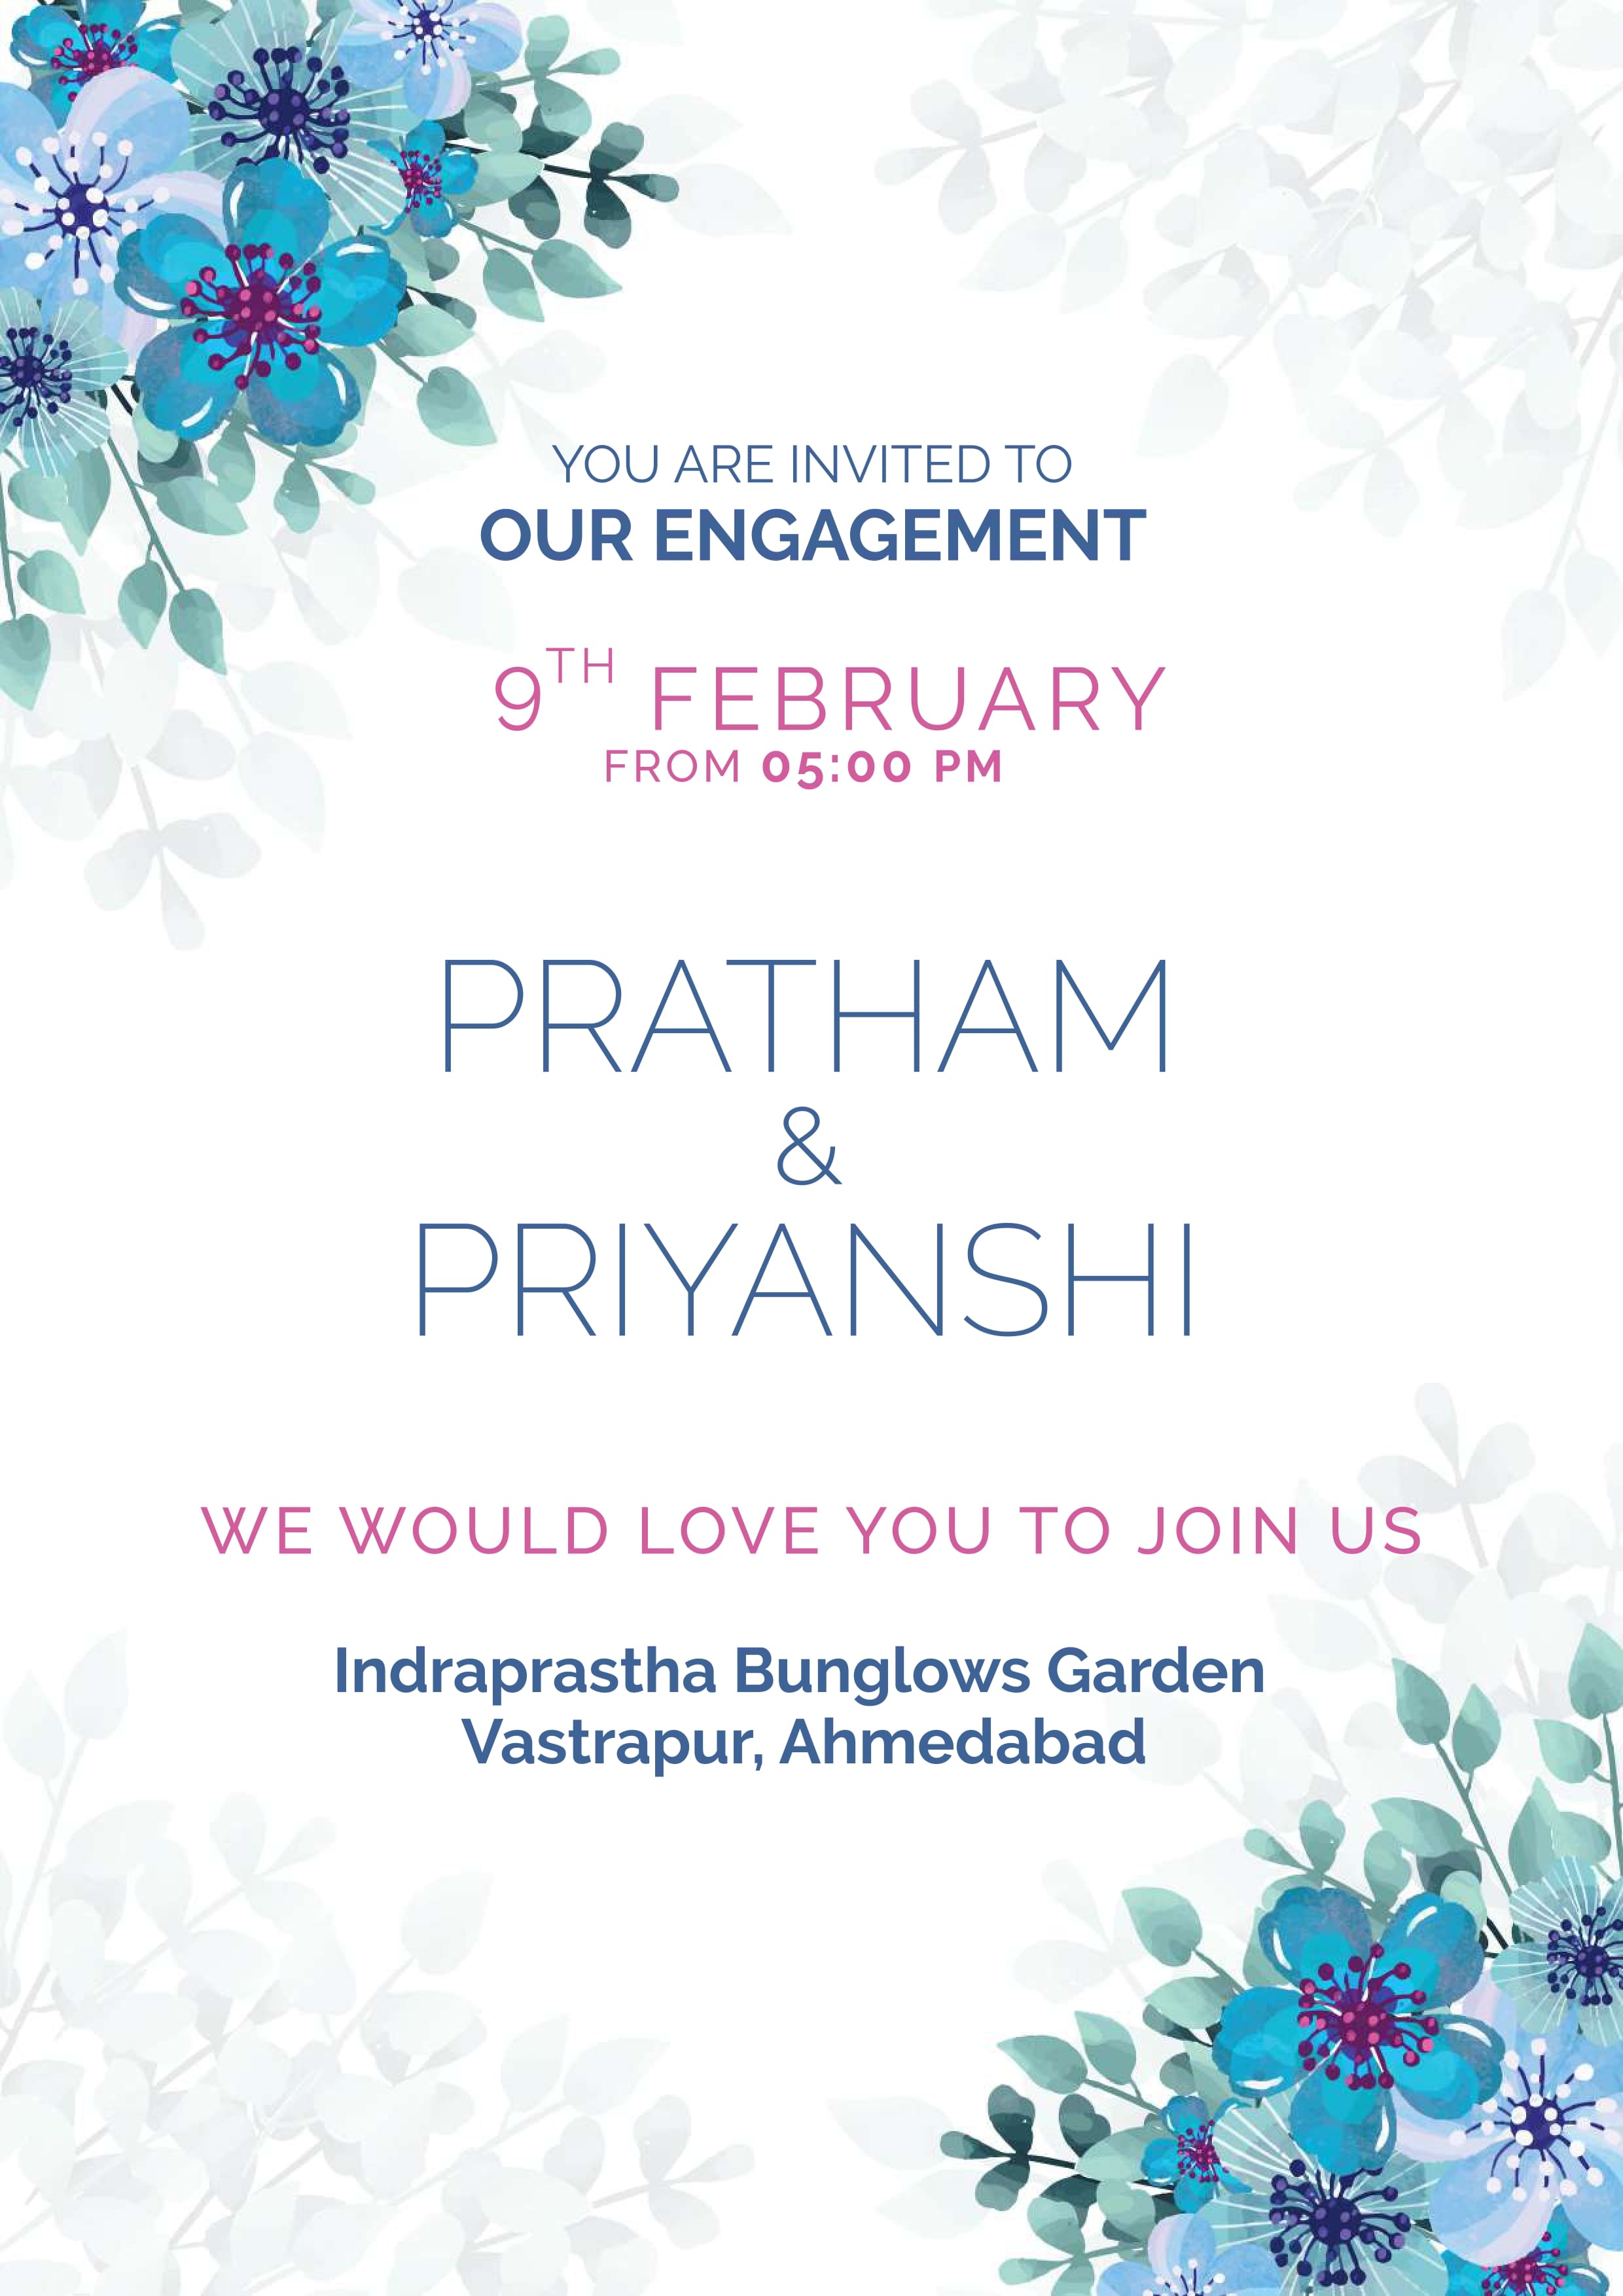 YOU ARE INVITED TO
OUR ENGAGEMENT
9TH FEBRUARY
FROM 05:00 PM
PRATHAM
&
PRIYANSHI
WE WOULD LOVE YOU TO JOIN US
Indraprastha Bunglows Garden
Vastrapur, Ahmedabad